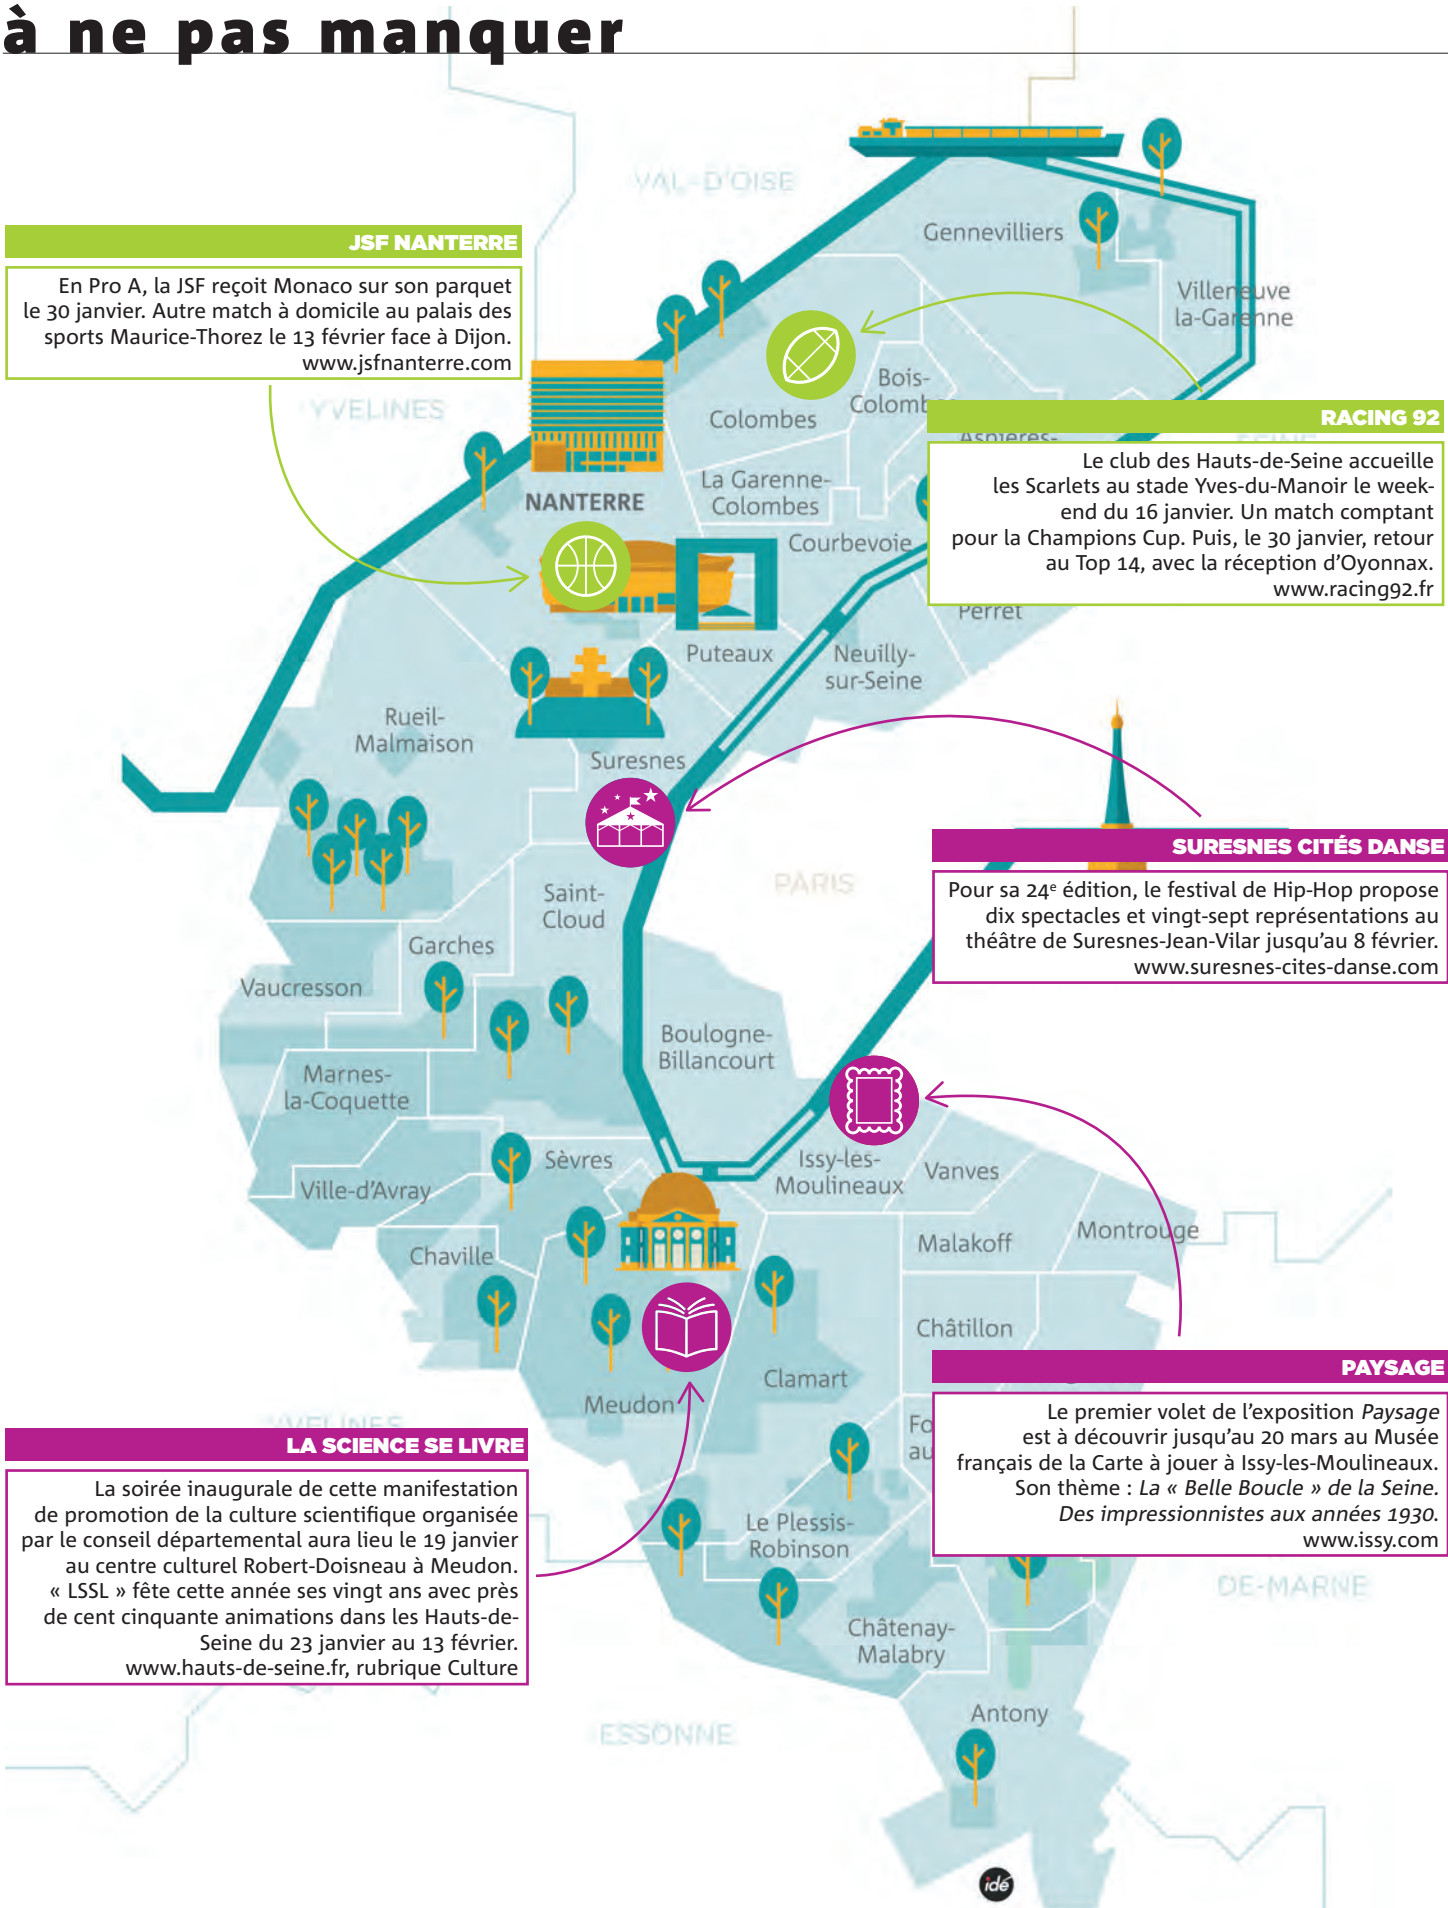 à ne pas manquer
VAL-D'OISE
Gennevilliers
Villeneuve
la-Garenne
JSF NANTERRE
En Pro A, la JSF reçoit Monaco sur son parquet
le 30 janvier. Autre match à domicile au palais des
sports Maurice-Thorez le 13 février face à Dijon.
www.jsfnanterre.com
YVELINES
Colombes
Bois-
Colomb
Asnières-
SEINE
RACING 92
Le club des Hauts-de-Seine accueille
les Scarlets au stade Yves-du-Manoir le week-
end du 16 janvier. Un match comptant
pour la Champions Cup. Puis, le 30 janvier, retour
au Top 14, avec la réception d'Oyonnax.
www.racing92.fr
La Garenne-
Colombes
NANTERRE
Courbevoie
Perret
Puteaux
Neuilly-
sur-Seine
Rueil-
Malmaison
Suresnes
SURESNES CITÉS DANSE
Pour sa 24e édition, le festival de Hip-Hop propose
dix spectacles et vingt-sept représentations au
théâtre de Suresnes-Jean-Vilar jusqu'au 8 février.
www.suresnes-cites-danse.com
PARIS
Saint-
Cloud
Garches
Vaucresson
Boulogne-
Billancourt
Marnes-
la-Coquette
Sèvres
Issy-les-
Moulineaux
Vanves
Ville-d'Avray
Malakoff
Montrouge
Chaville
Châtillon
Clamart
Meudon
PAYSAGE
Le premier volet de l'exposition Paysage
est à découvrir jusqu'au 20 mars au Musée
français de la Carte à jouer à Issy-les-Moulineaux.
Son thème : La « Belle Boucle » de la Seine.
Des impressionnistes aux années 1930.
www.issy.com
Fo
au
YVELINES
LA SCIENCE SE LIVRE
La soirée inaugurale de cette manifestation
de promotion de la culture scientifique organisée
par le conseil départemental aura lieu le 19 janvier
au centre culturel Robert-Doisneau à Meudon.
« LSSL » fête cette année ses vingt ans avec près
de cent cinquante animations dans les Hauts-de-
Seine du 23 janvier au 13 février.
www.hauts-de-seine.fr, rubrique Culture
Le Plessis-
Robinson
DE-MARNE
Châtenay-
Malabry
Antony
ESSONNE
idé